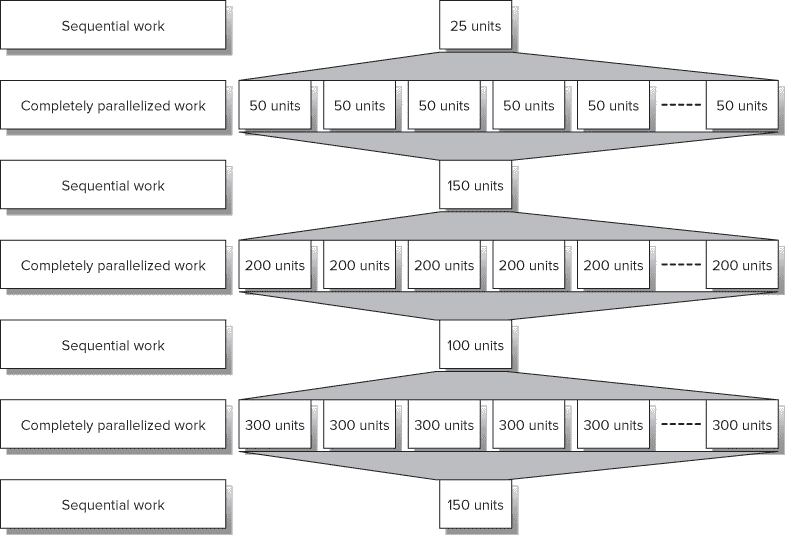 Sequential work 25 units
Completely parallelized work 50 units 50 units 50 units 50 units 50 units 50 units
Sequential work 150 units
Completely parallelized work 200 units 200 units 200 units 200 units 200 units 200 units
Sequential work 100 units
Completely parallelized work 300 units 300 units 300 units 300 units 300 units 300 units
Sequential work 150 units